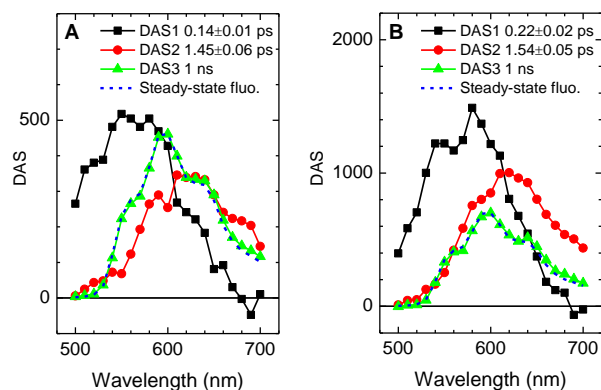 A
DAS1 0.14±0.01 ps
DAS2 1.45±0.06 ps
DAS3 1 ns
Steady-state fluo.
500
0
DAS
500 600 700
Wavelength (nm)
B
DAS1 0.22±0.02 ps
DAS2 1.54±0.05 ps
DAS3 1 ns
Steady-state fluo.
2000
1000
0
DAS
500 600 700
Wavelength (nm)